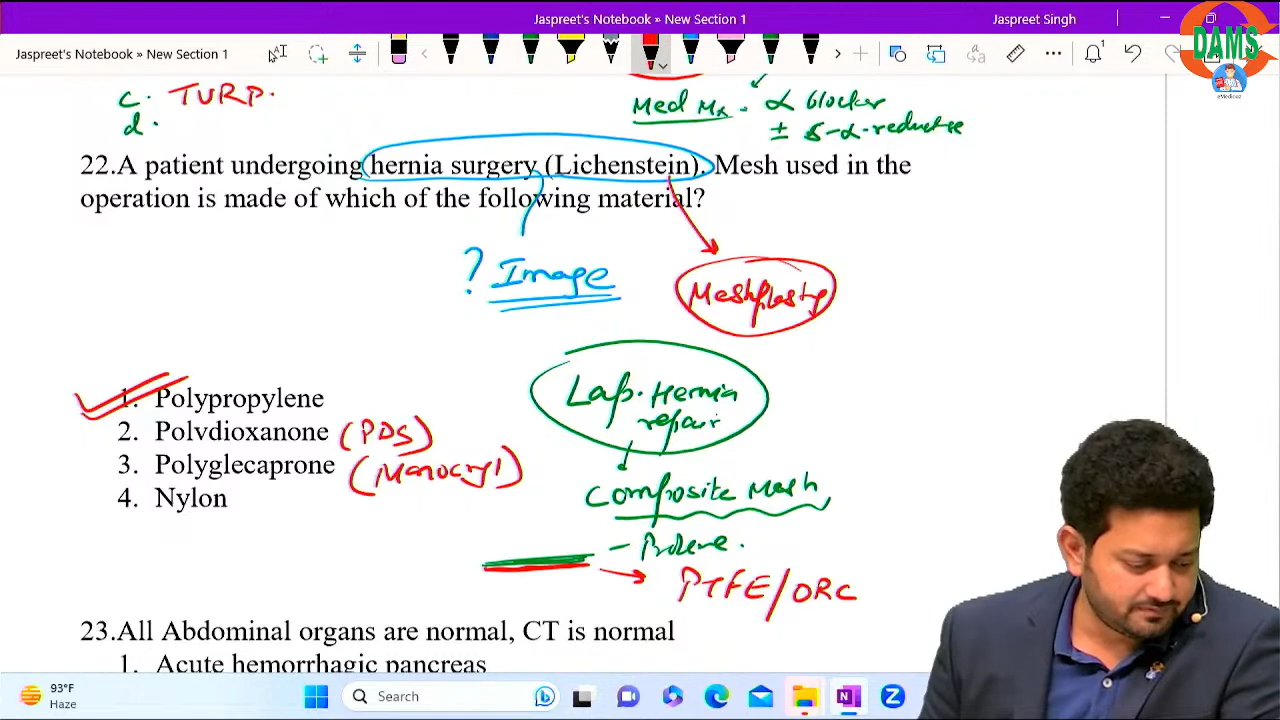 Jaspreet's Notebook » New Section 1
Jaspreet Singh
Jaspreet's Notebook » New Section 1
DAMS
eMedicoz
c. TURP.
d.
Med Mx - α blocker
± 5-α-reductase
22.A patient undergoing hernia surgery (Lichenstein). Mesh used in the
operation is made of which of the following material?
? Image
Meshplasty
Lap. Hernia
repair
1. Polypropylene
2. Polvdioxanone (PDS)
3. Polyglecaprone (Monocryl)
4. Nylon
Composite Mesh
- Prolene.
PTFE/ORC
23.All Abdominal organs are normal, CT is normal
1. Acute hemorrhagic pancreas
93°F
Haze
Search